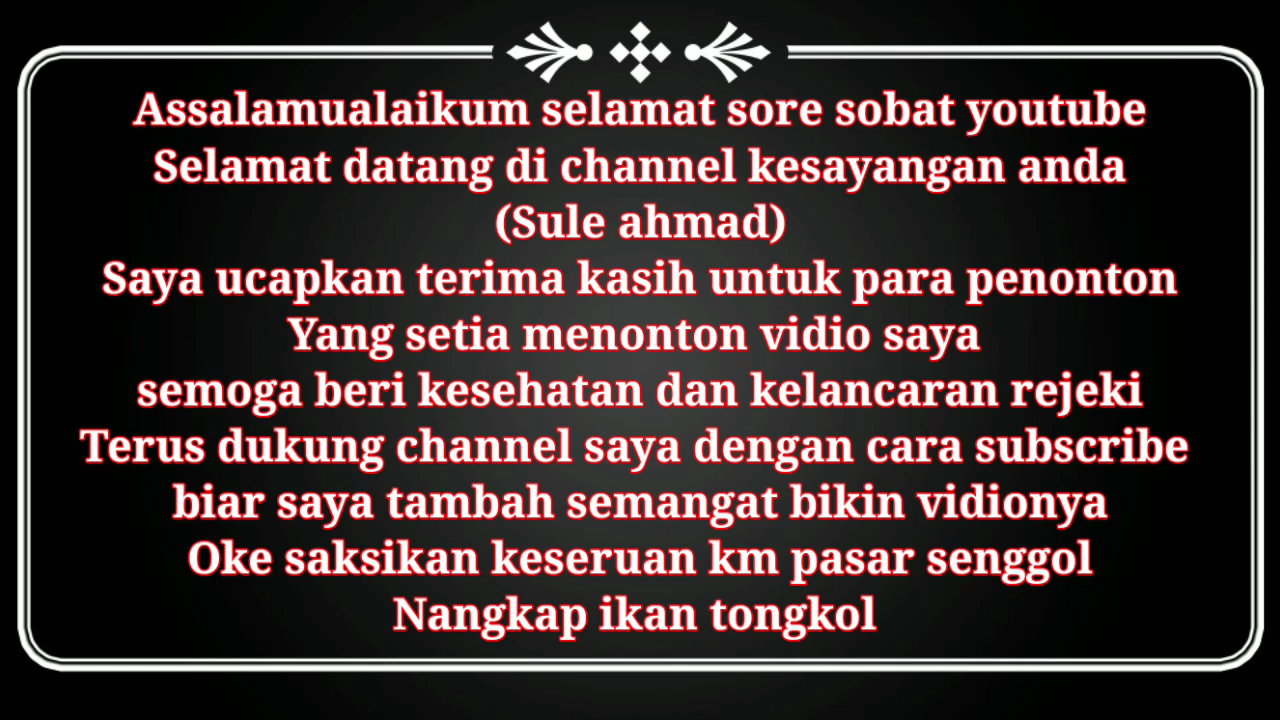 Assalamualaikum selamat sore sobat youtube
Selamat datang di channel kesayangan anda
(Sule ahmad)
Saya ucapkan terima kasih untuk para penonton
Yang setia menonton vidio saya
semoga beri kesehatan dan kelancaran rejeki
Terus dukung channel saya dengan cara subscribe
biar saya tambah semangat bikin vidionya
Oke saksikan keseruan km pasar senggol
Nangkap ikan tongkol